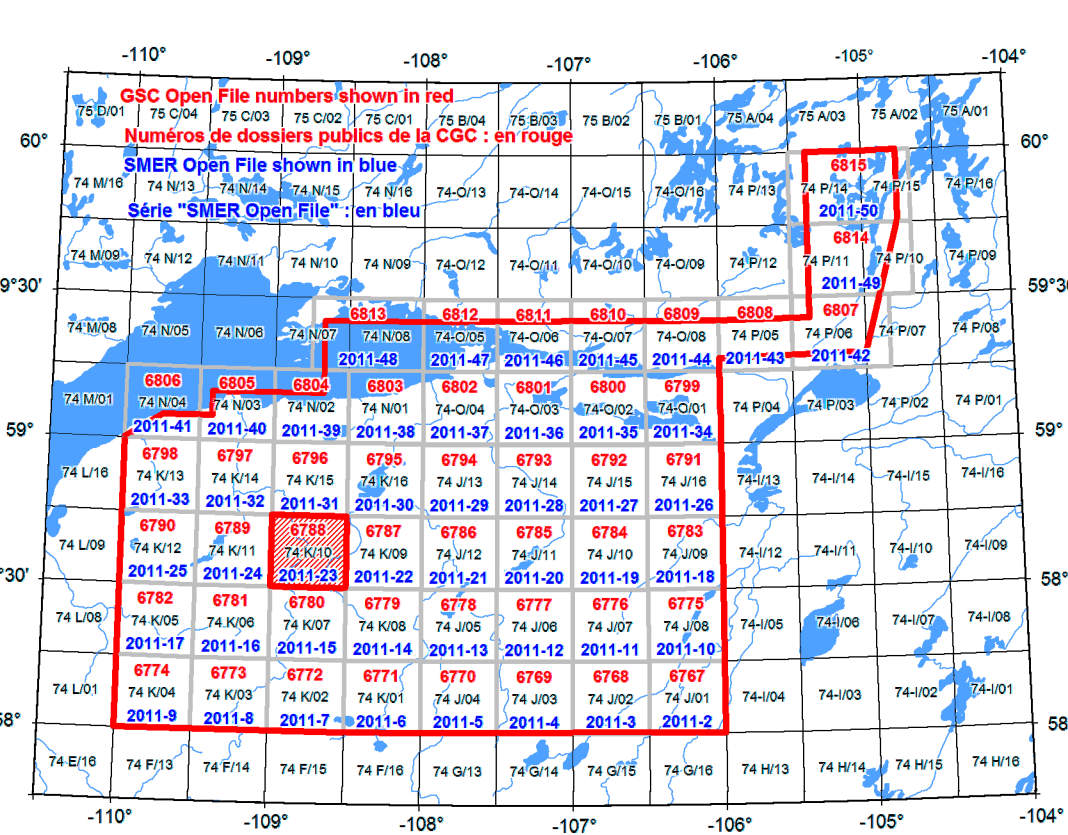 -110° -109° -108° -107° -106° -105° -104°
GSC Open File numbers shown in red
75 D/01 75 C/04 75 C/03 75 C/02 75 C/01 75 B/04 75 B/03 75 B/02 75 B/01 75 A/04 75 A/03 75 A/02 75 A/01
Numéros de dossiers publics de la CGC : en rouge
60° 60°
SMER Open File shown in blue
6815
74 M/16 74 N/13 74 N/14 74 N/15 74 N/16 74-O/13 74-O/14 74-O/15 74-O/16 74 P/13 74 P/14 74 P/15 74 P/16
Série "SMER Open File" : en bleu
2011-50
6814
74 M/09 74 N/12 74 N/11 74 N/10 74 N/09 74-O/12 74-O/11 74-O/10 74-O/09 74 P/12 74 P/11 74 P/10 74 P/09
2011-49
9°30' 59°30
6813 6812 6811 6810 6809 6808 6807
74 M/08 74 N/05 74 N/06 74 N/07 74 N/08 74-O/05 74-O/06 74-O/07 74-O/08 74 P/05 74 P/06 74 P/07 74 P/08
2011-48 2011-47 2011-46 2011-45 2011-44 2011-43 2011-42
6806 6805 6804 6803 6802 6801 6800 6799
74 M/01 74 N/04 74 N/03 74 N/02 74 N/01 74-O/04 74-O/03 74-O/02 74-O/01 74 P/04 74 P/03 74 P/02 74 P/01
2011-41 2011-40 2011-39 2011-38 2011-37 2011-36 2011-35 2011-34
59° 59°
6798 6797 6796 6795 6794 6793 6792 6791
74 L/16 74 K/13 74 K/14 74 K/15 74 K/16 74 J/13 74 J/14 74 J/15 74 J/16 74-I/13 74-I/14 74-I/15 74-I/16
2011-33 2011-32 2011-31 2011-30 2011-29 2011-28 2011-27 2011-26
6790 6789 6788 6787 6786 6785 6784 6783
74 L/09 74 K/12 74 K/11 74 K/10 74 K/09 74 J/12 74 J/11 74 J/10 74 J/09 74-I/12 74-I/11 74-I/10 74-I/09
2011-25 2011-24 2011-23 2011-22 2011-21 2011-20 2011-19 2011-18
°30' 58°
6782 6781 6780 6779 6778 6777 6776 6775
74 L/08 74 K/05 74 K/06 74 K/07 74 K/08 74 J/05 74 J/06 74 J/07 74 J/08 74-I/05 74-I/06 74-I/07 74-I/08
2011-17 2011-16 2011-15 2011-14 2011-13 2011-12 2011-11 2011-10
6774 6773 6772 6771 6770 6769 6768 6767
74 L/01 74 K/04 74 K/03 74 K/02 74 K/01 74 J/04 74 J/03 74 J/02 74 J/01 74-I/04 74-I/03 74-I/02 74-I/01
2011-9 2011-8 2011-7 2011-6 2011-5 2011-4 2011-3 2011-2
8° 58
74 E/16 74 F/13 74 F/14 74 F/15 74 F/16 74 G/13 74 G/14 74 G/15 74 G/16 74 H/13 74 H/14 74 H/15 74 H/16
-110° -109° -108° -107° -106° -105° -104°